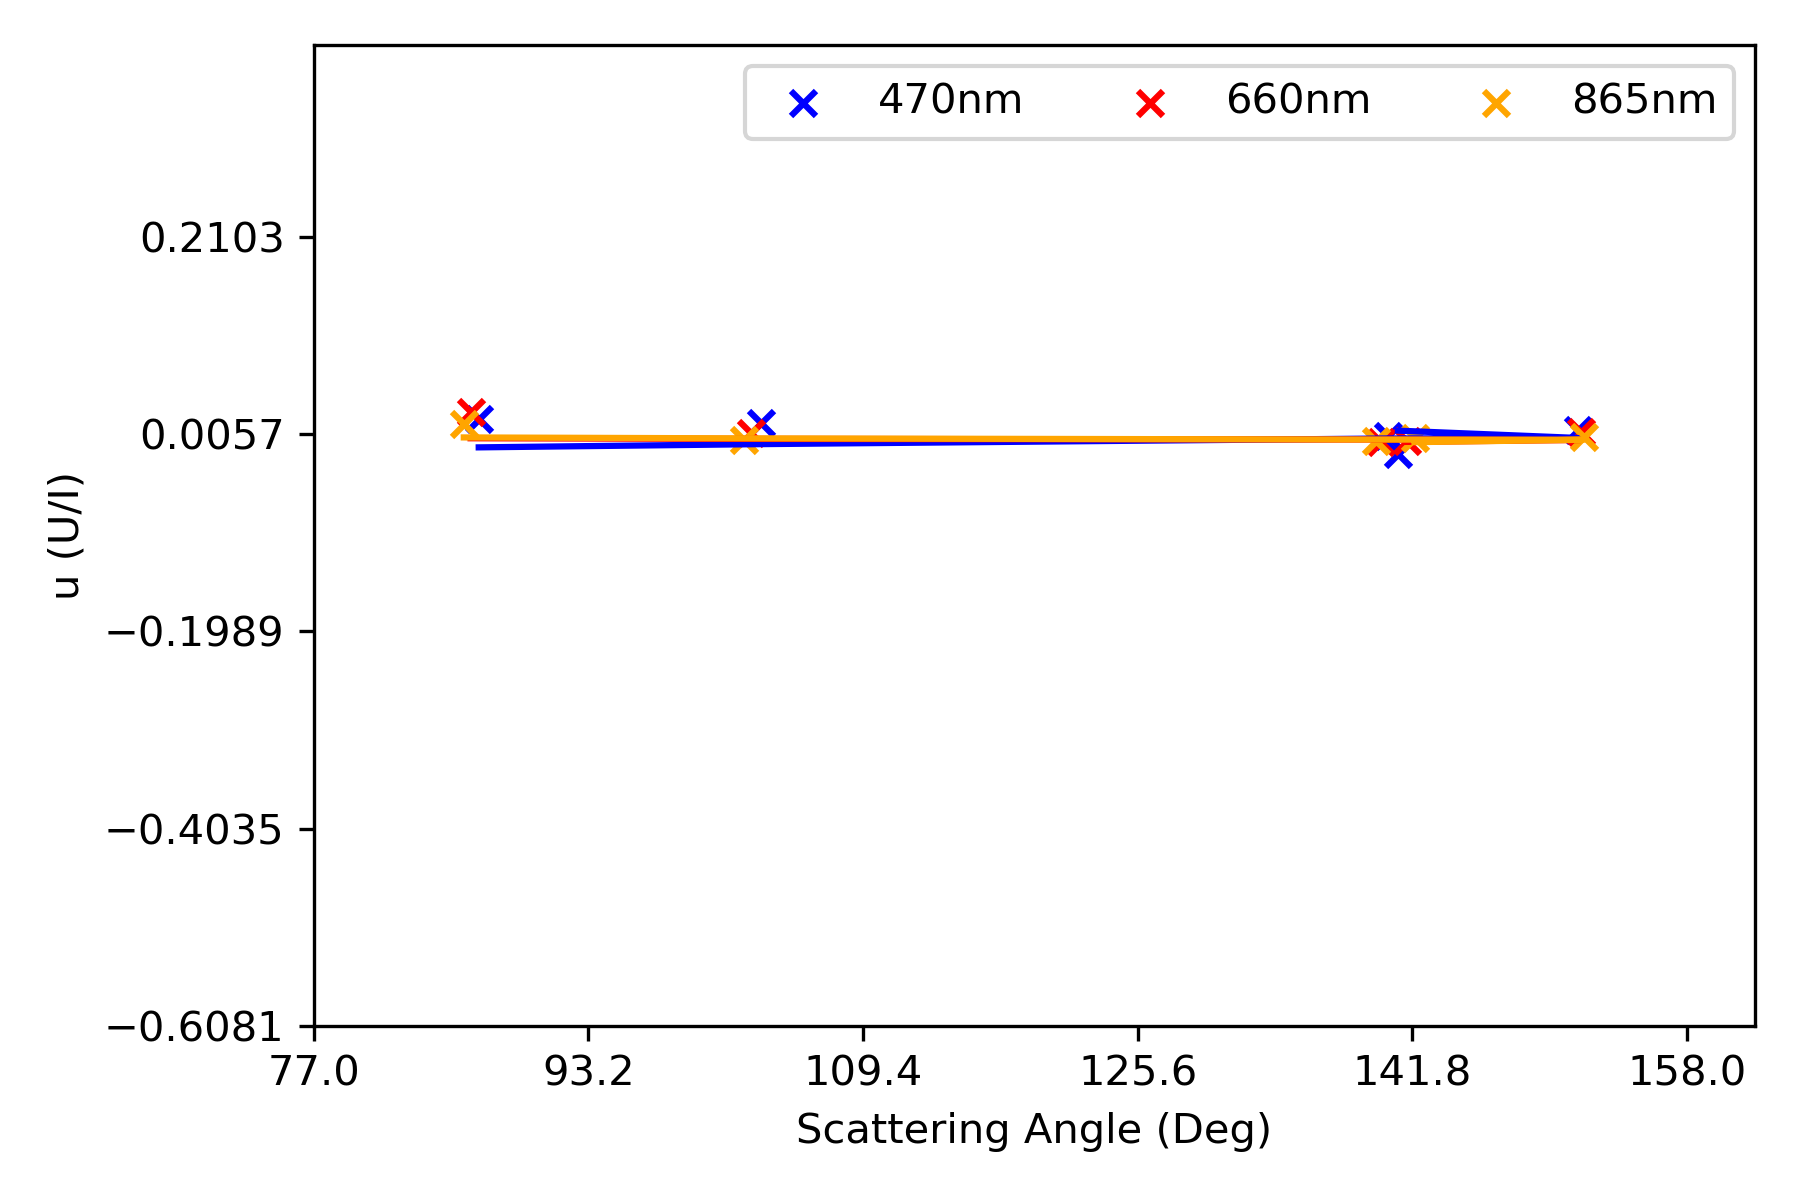 470nm 660nm 865nm
0.2103
0.0057
−0.1989
−0.4035
−0.6081
u (U/I)
77.0 93.2 109.4 125.6 141.8 158.0
Scattering Angle (Deg)